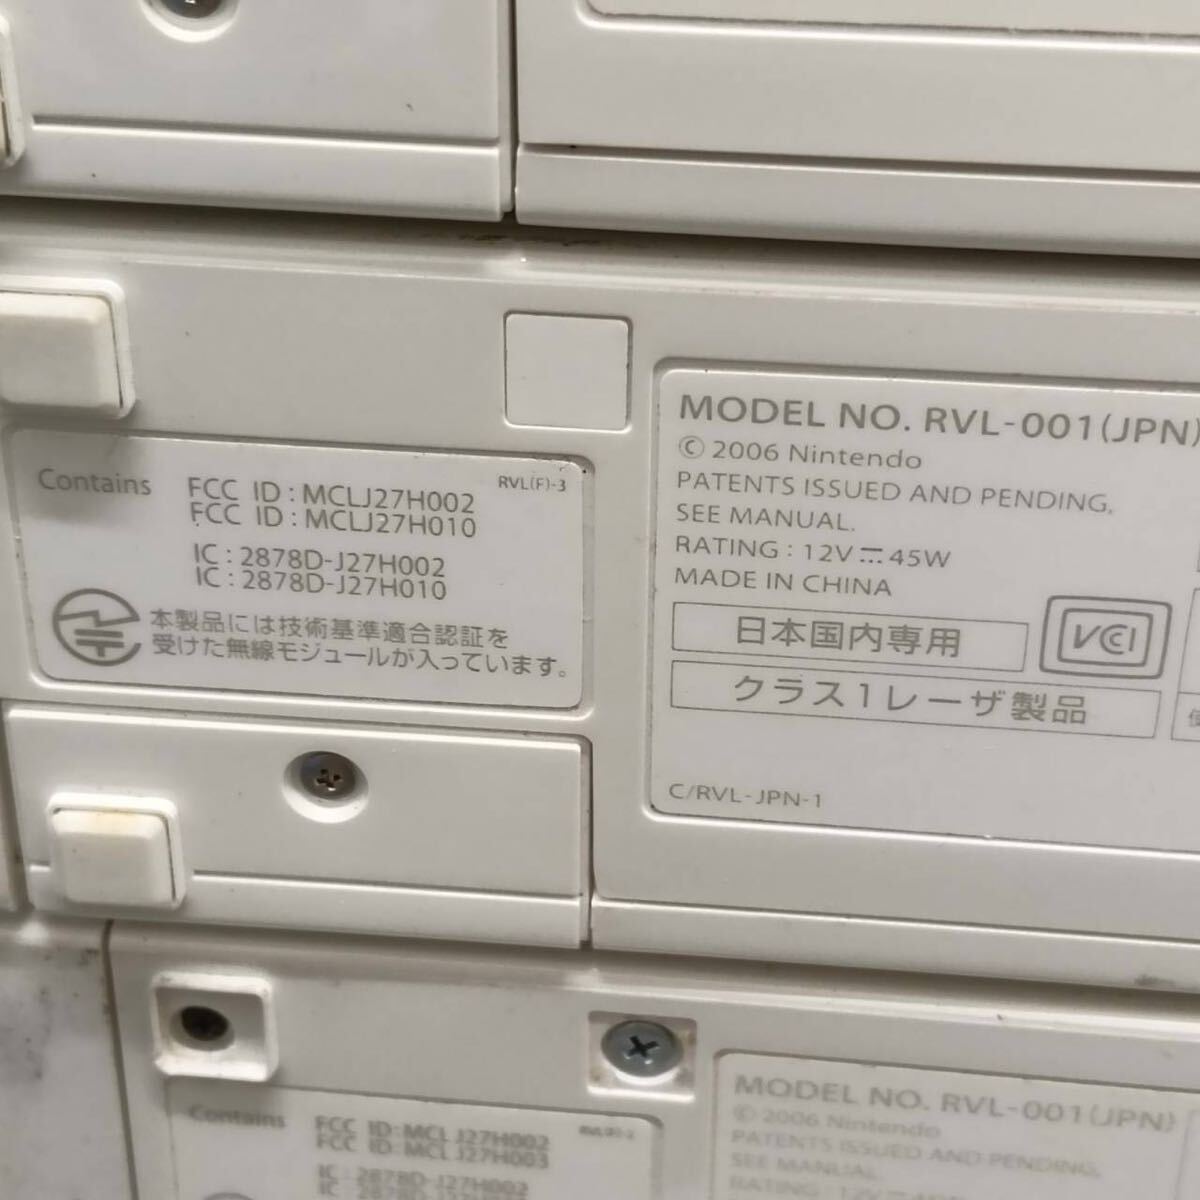 Contains
FCC ID : MCLJ27H002
RVL(F)-3
FCC ID : MCLJ27H010
IC : 2878D-J27H002
IC : 2878D-J27H010
本製品には技術基準適合認証を
受けた無線モジュールが入っています。
MODEL NO. RVL-001(JPN)
© 2006 Nintendo
PATENTS ISSUED AND PENDING,
SEE MANUAL.
RATING : 12V ⎓ 45W
MADE IN CHINA
日本国内専用
VCCI
クラス1レーザ製品
C/RVL-JPN-1
Contains
FCC ID : MCLJ27H002
FCC ID : MCLJ27H003
IC : 2878D-J27H002
MODEL NO. RVL-001(JPN)
© 2006 Nintendo
PATENTS ISSUED AND PENDING,
SEE MANUAL.